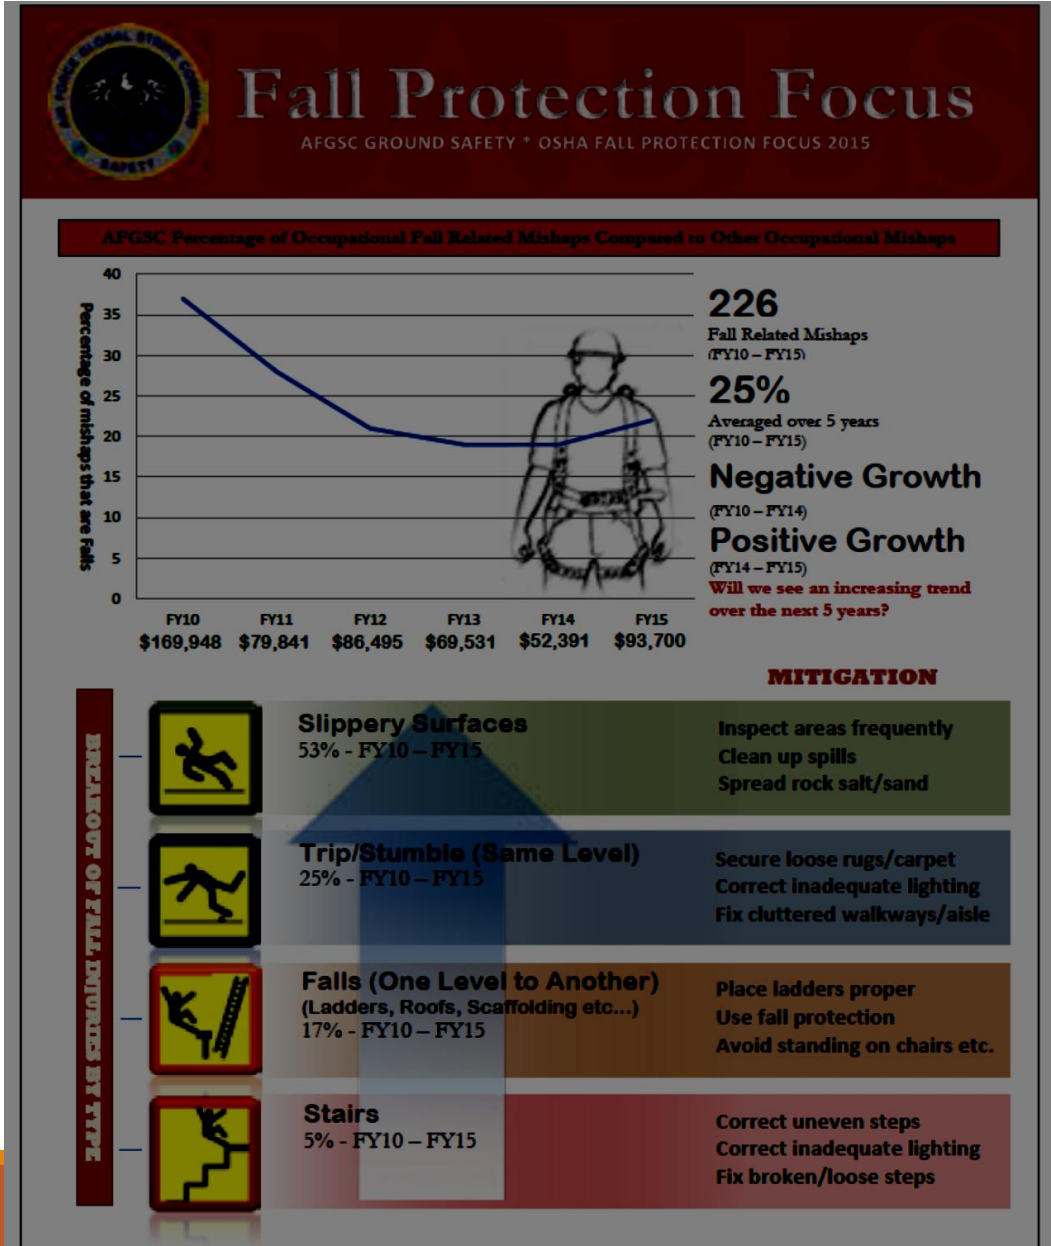 AIR FORCE GLOBAL STRIKE COMMAND
SAFETY
Fall Protection Focus
AFGSC GROUND SAFETY * OSHA FALL PROTECTION FOCUS 2015
AFGSC Percentage of Occupational Fall Related Mishaps Compared to Other Occupational Mishaps
Percentage of mishaps that are Falls
40
35
30
25
20
15
10
5
0
FY10 FY11 FY12 FY13 FY14 FY15
$169,948 $79,841 $86,495 $69,531 $52,391 $93,700
226
Fall Related Mishaps
(FY10 – FY15)
25%
Averaged over 5 years
(FY10 – FY15)
Negative Growth
(FY10 – FY14)
Positive Growth
(FY14 – FY15)
Will we see an increasing trend
over the next 5 years?
MITIGATION
BREAKOUT OF FALL INJURIES BY TYPE
Slippery Surfaces
53% - FY10 – FY15
Inspect areas frequently
Clean up spills
Spread rock salt/sand
Trip/Stumble (Same Level)
25% - FY10 – FY15
Secure loose rugs/carpet
Correct inadequate lighting
Fix cluttered walkways/aisle
Falls (One Level to Another)
(Ladders, Roofs, Scaffolding etc...)
17% - FY10 – FY15
Place ladders proper
Use fall protection
Avoid standing on chairs etc.
Stairs
5% - FY10 – FY15
Correct uneven steps
Correct inadequate lighting
Fix broken/loose steps